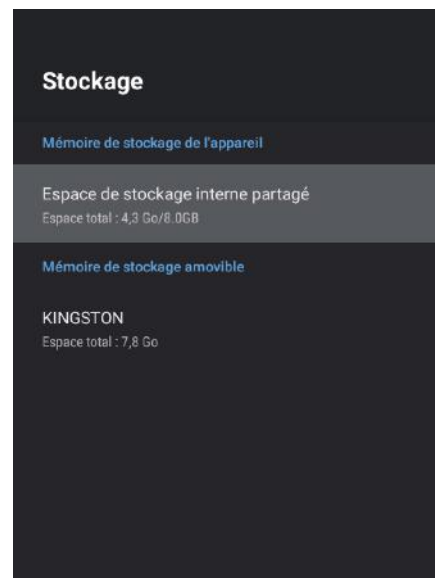 Stockage
Mémoire de stockage de l'appareil
Espace de stockage interne partagé
Espace total : 4,3 Go/8.0GB
Mémoire de stockage amovible
KINGSTON
Espace total : 7,8 Go